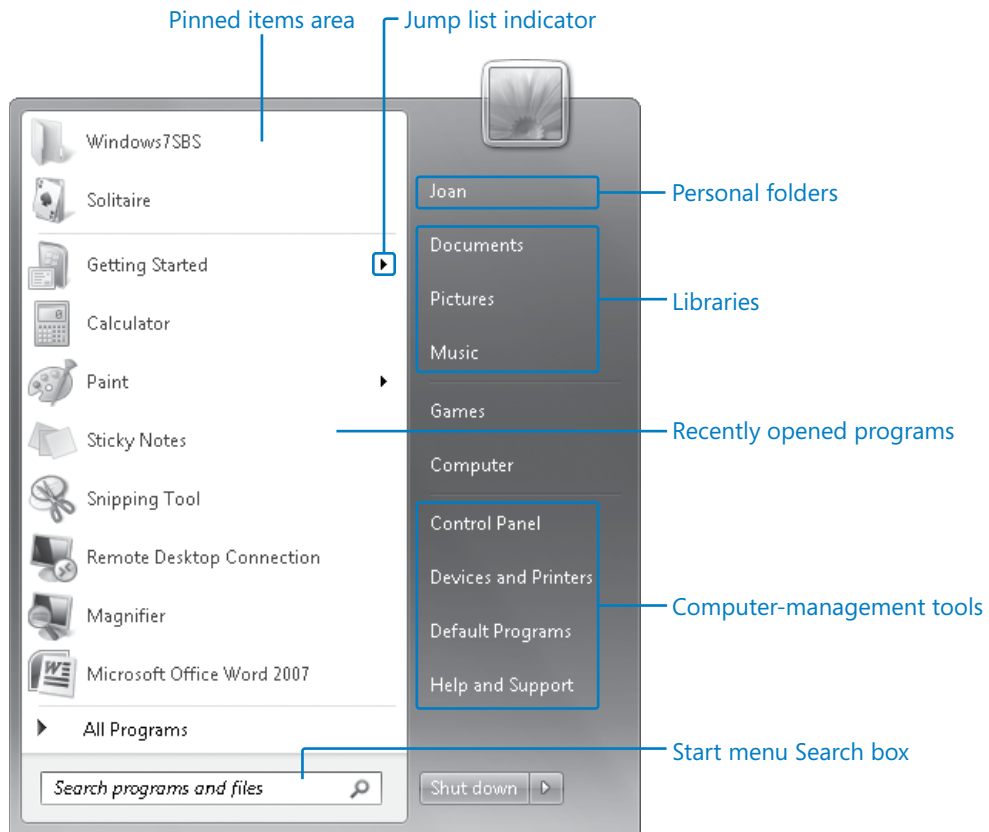 Pinned items area
Jump list indicator
Windows7SBS
Solitaire
Getting Started
Calculator
Paint
Sticky Notes
Snipping Tool
Remote Desktop Connection
Magnifier
Microsoft Office Word 2007
All Programs
Search programs and files
Joan
Documents
Pictures
Music
Games
Computer
Control Panel
Devices and Printers
Default Programs
Help and Support
Shut down
Personal folders
Libraries
Recently opened programs
Computer-management tools
Start menu Search box